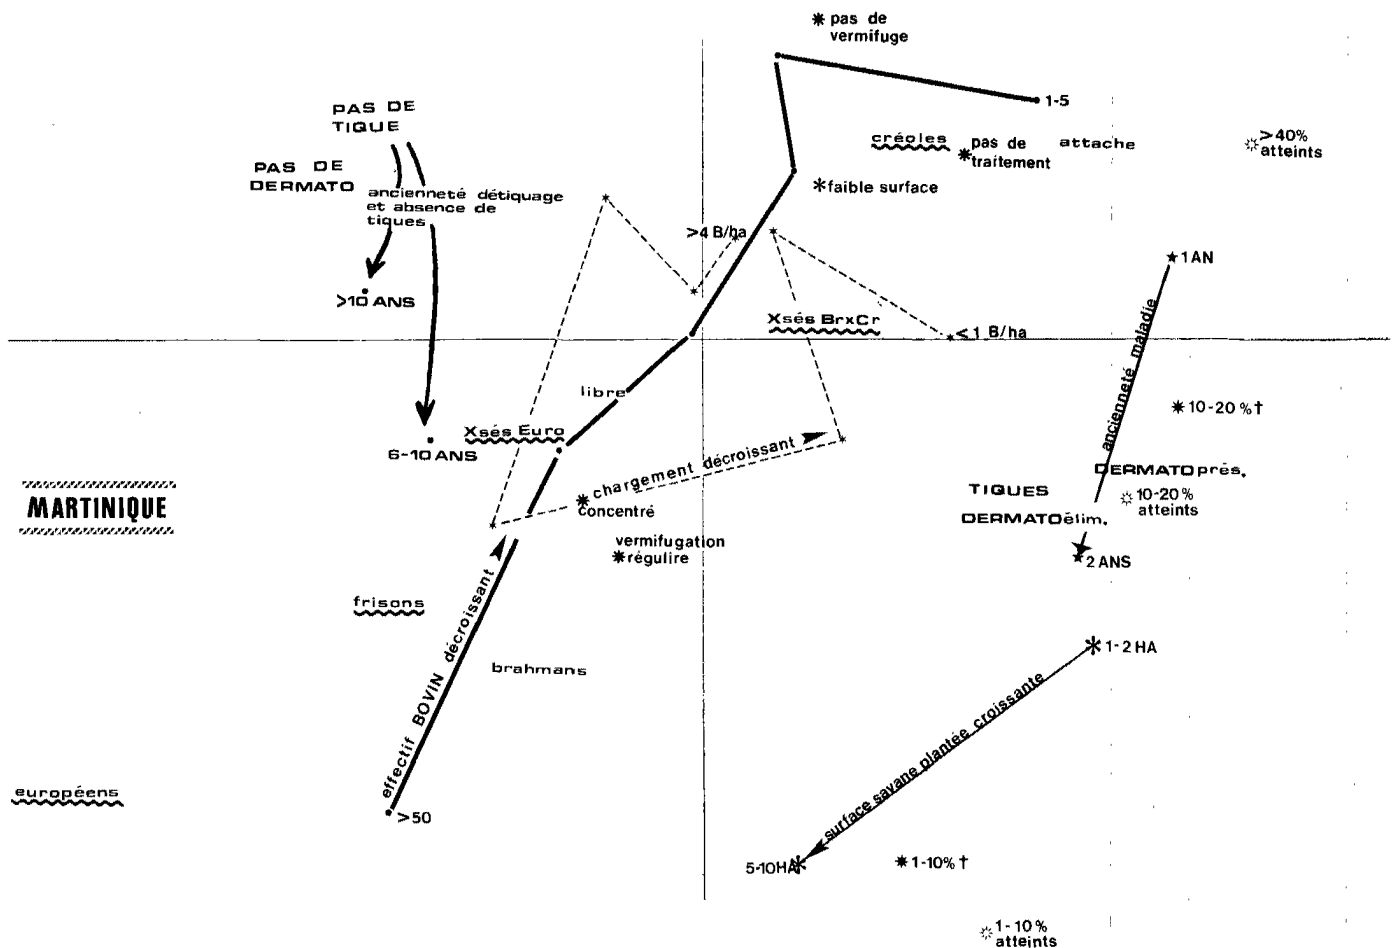 * pas de
vermifuge
1-5
PAS DE
TIQUE
créoles
* pas de
traitement
attache
>40%
atteints
PAS DE
DERMATO
ancienneté détiquage
et absence de
tiques
*faible surface
>4 B/ha
1 AN
>10 ANS
Xsés BrxCr
<1 B/ha
ancienneté maladie
libre
10-20 % †
Xsés Euro
6-10 ANS
chargement décroissant
concentré
DERMATO prés.
TIQUES
DERMATO élim.
10-20 %
atteints
MARTINIQUE
vermifugation
régulire
2 ANS
frisons
effectif BOVIN décroissant
brahmans
1-2 HA
surface savane plantée croissante
européens
>50
5-10HA
1-10% †
1-10%
atteints